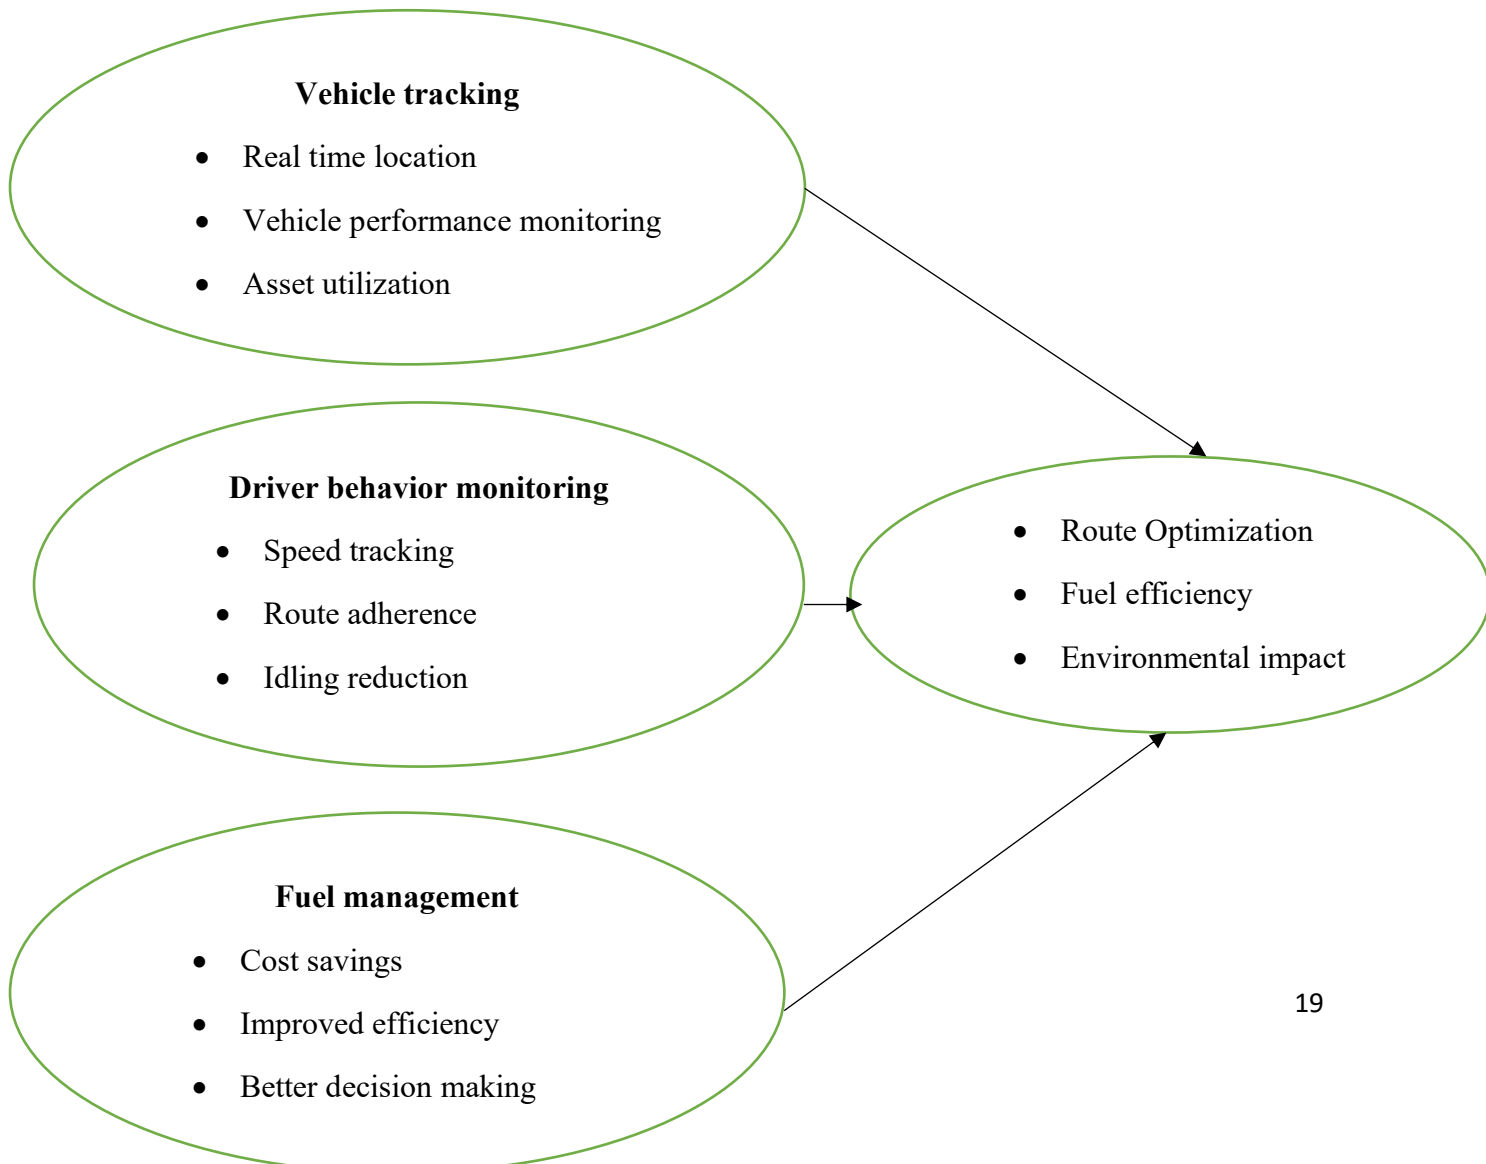 Vehicle tracking
• Real time location
• Vehicle performance monitoring
• Asset utilization
Driver behavior monitoring
• Speed tracking
• Route adherence
• Idling reduction
• Route Optimization
• Fuel efficiency
• Environmental impact
Fuel management
• Cost savings
• Improved efficiency
• Better decision making
19